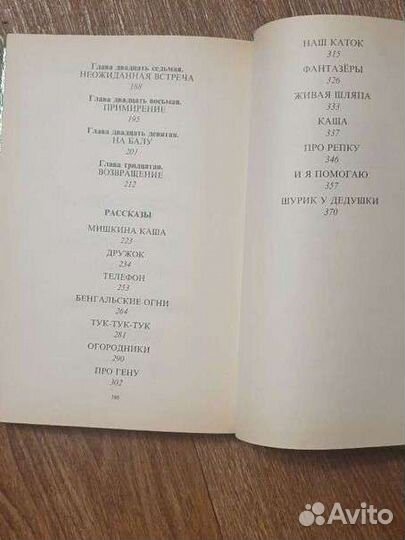 Глава двадцать седьмая.
НЕОЖИДАННАЯ ВСТРЕЧА
188
Глава двадцать восьмая.
ПРИМИРЕНИЕ
195
Глава двадцать девятая.
НА БАЛУ
201
Глава тридцатая.
ВОЗВРАЩЕНИЕ
212
РАССКАЗЫ
МИШКИНА КАША
223
ДРУЖОК
234
ТЕЛЕФОН
253
БЕНГАЛЬСКИЕ ОГНИ
264
ТУК-ТУК-ТУК
281
ОГОРОДНИКИ
290
ПРО ГЕНУ
302
НАШ КАТОК
315
ФАНТАЗЁРЫ
326
ЖИВАЯ ШЛЯПА
333
КАША
337
ПРО РЕПКУ
346
И Я ПОМОГАЮ
357
ШУРИК У ДЕДУШКИ
370
Avito